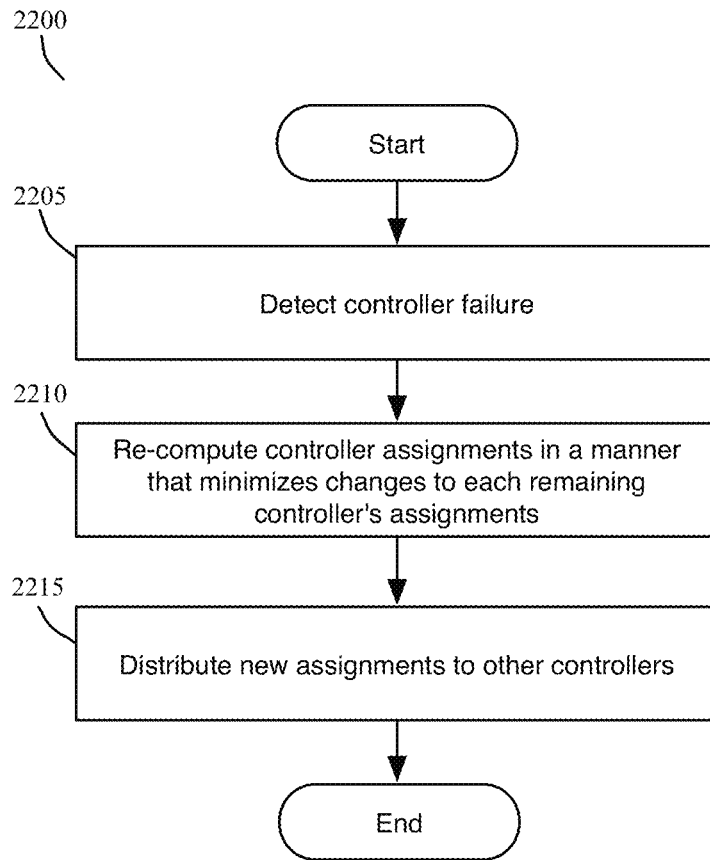 2200
Start
2205
Detect controller failure
2210
Re-compute controller assignments in a manner
that minimizes changes to each remaining
controller's assignments
2215
Distribute new assignments to other controllers
End